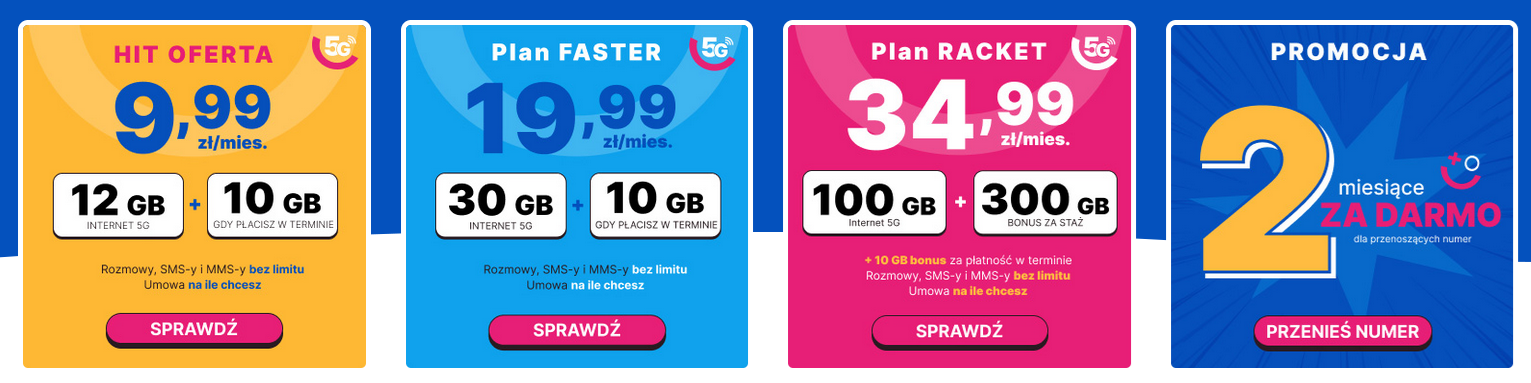 HIT OFERTA
5G
9,99
zł/mies.
12 GB
INTERNET 5G
+
10 GB
GDY PŁACISZ W TERMINIE
Rozmowy, SMS-y i MMS-y bez limitu
Umowa na ile chcesz
SPRAWDŹ
Plan FASTER
5G
19,99
zł/mies.
30 GB
INTERNET 5G
+
10 GB
GDY PŁACISZ W TERMINIE
Rozmowy, SMS-y i MMS-y bez limitu
Umowa na ile chcesz
SPRAWDŹ
Plan RACKET
5G
34,99
zł/mies.
100 GB
Internet 5G
+
300 GB
BONUS ZA STAŻ
+ 10 GB bonus za płatność w terminie
Rozmowy, SMS-y i MMS-y bez limitu
Umowa na ile chcesz
SPRAWDŹ
PROMOCJA
2
miesiące
ZA DARMO
dla przenoszących numer
PRZENIEŚ NUMER